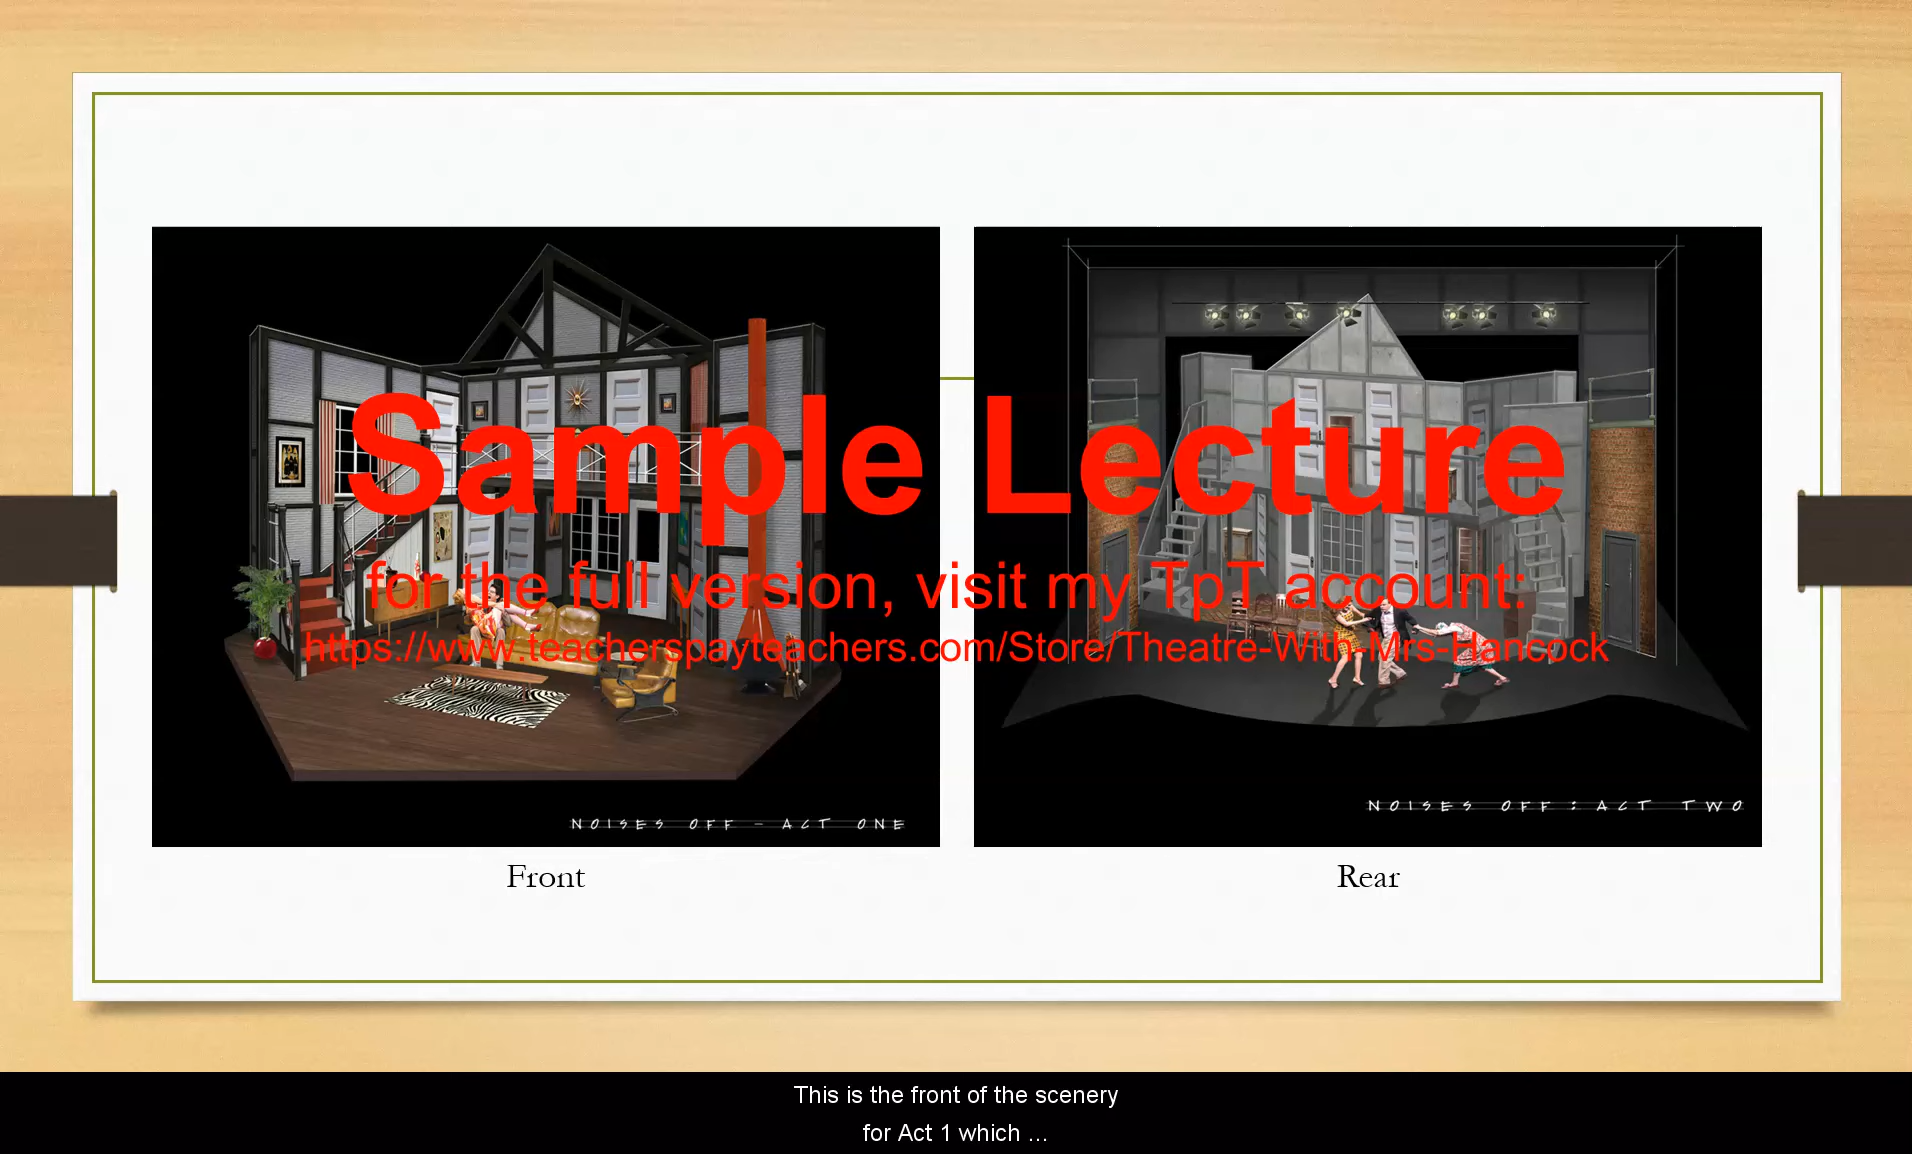 Sample Lecture
for the full version, visit my TpT account:
https://www.teacherspayteachers.com/Store/Theatre-With-Mrs-Hancock
NOISES OFF - ACT ONE
NOISES OFF : ACT TWO
Front
Rear
This is the front of the scenery
for Act 1 which ...